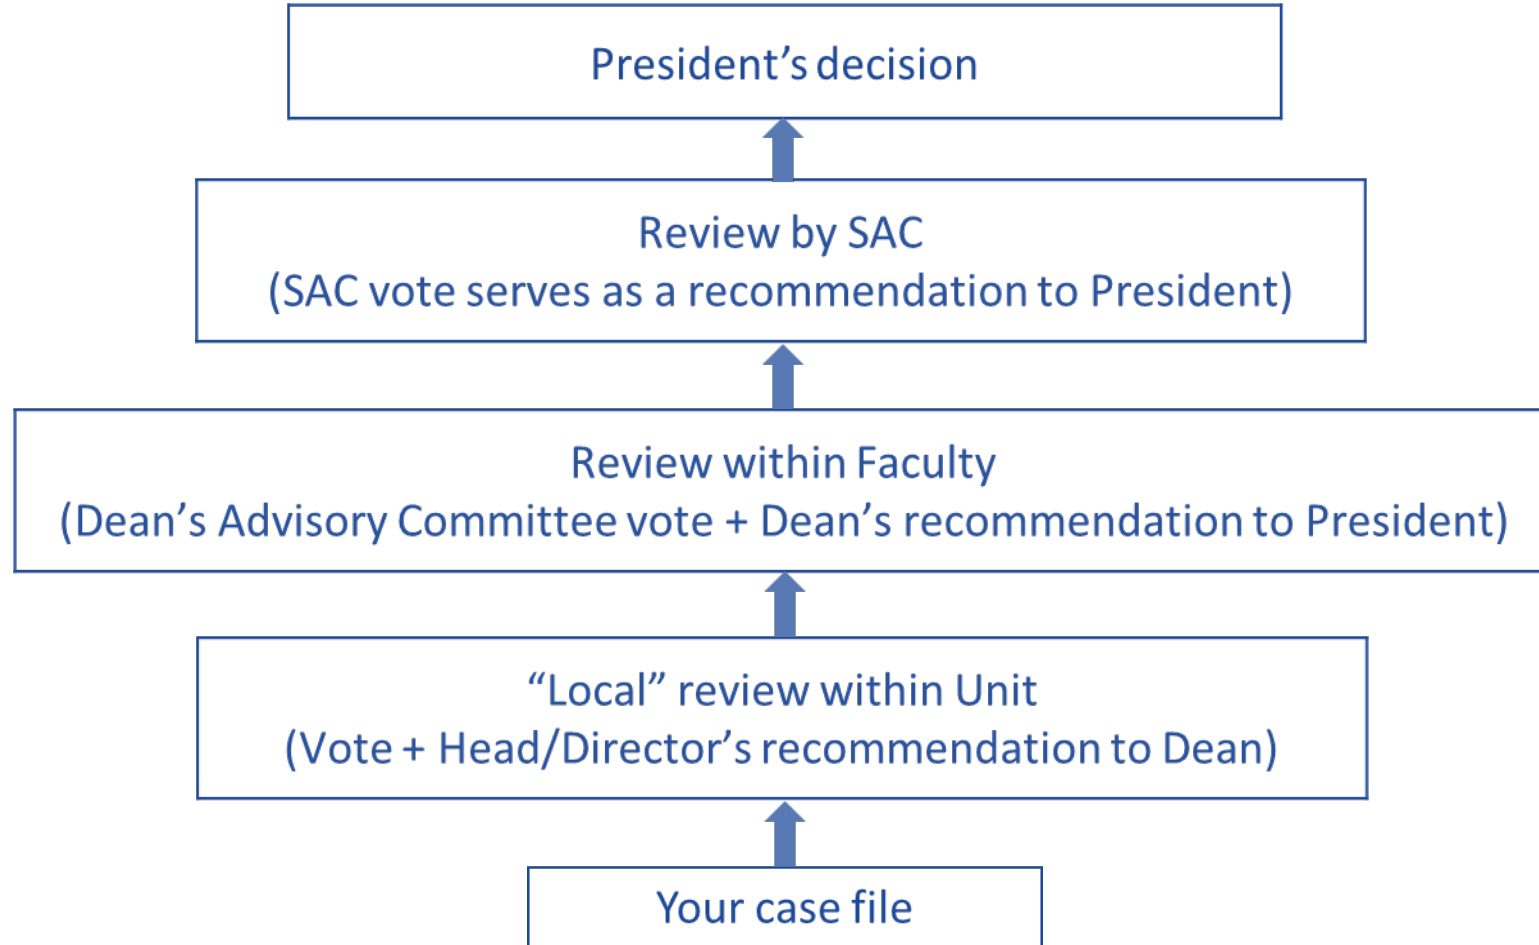 President’s decision
Review by SAC
(SAC vote serves as a recommendation to President)
Review within Faculty
(Dean’s Advisory Committee vote + Dean’s recommendation to President)
“Local” review within Unit
(Vote + Head/Director’s recommendation to Dean)
Your case file